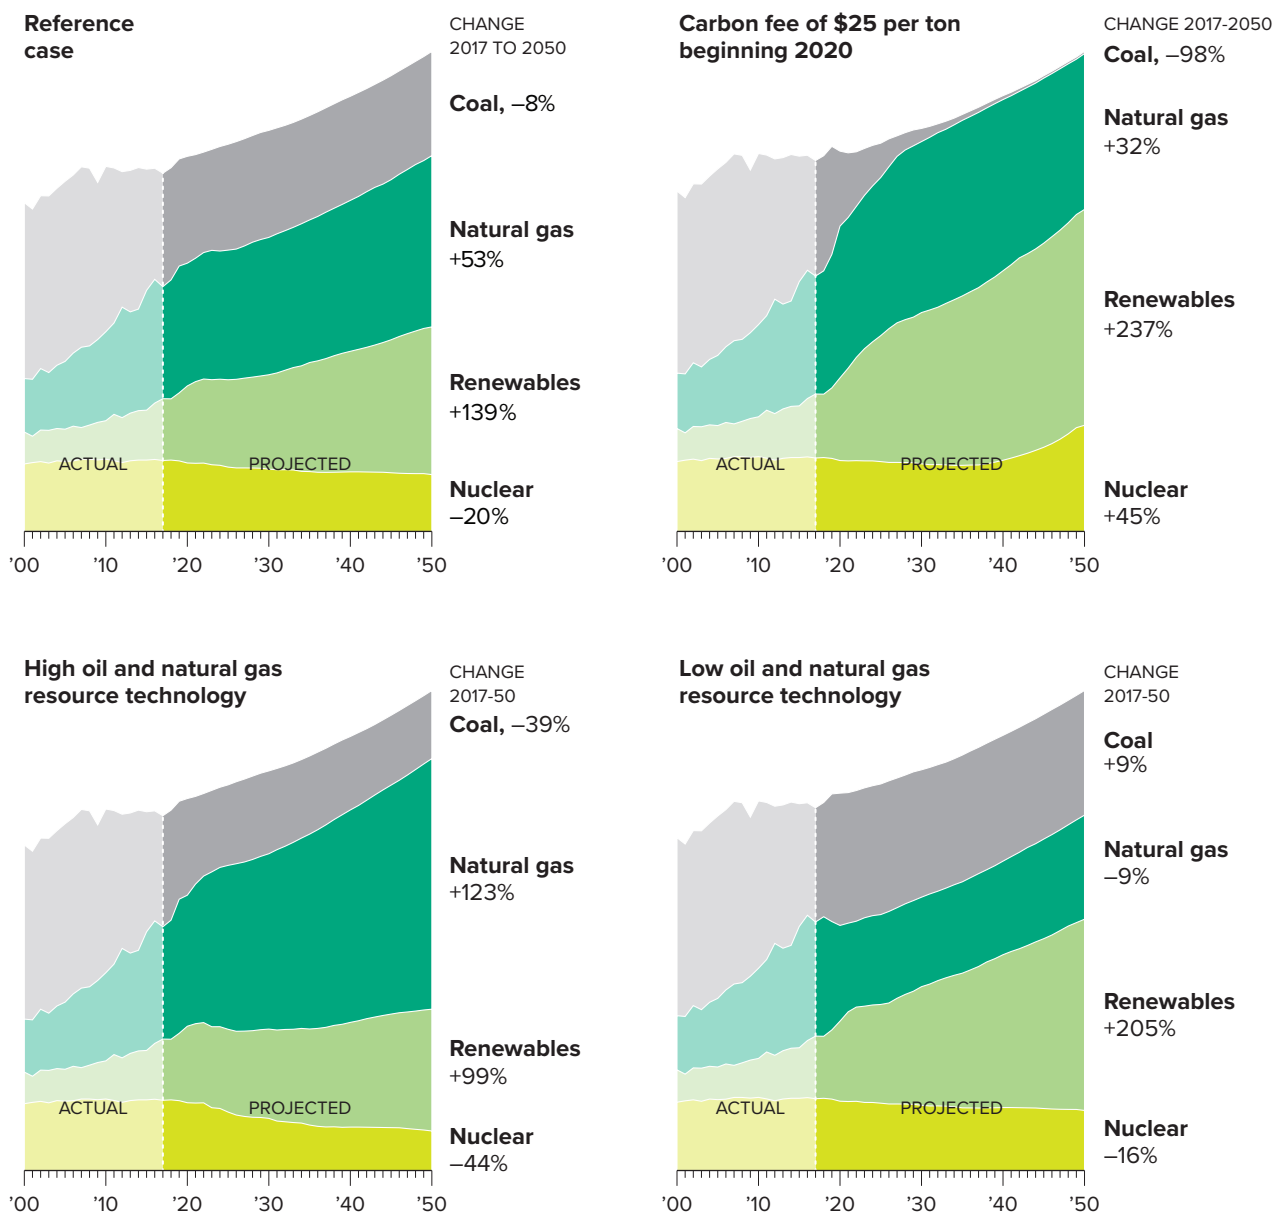 Reference
case
CHANGE
2017 TO 2050
Coal, –8%
Natural gas
+53%
Renewables
+139%
Nuclear
–20%
ACTUAL
PROJECTED
’00
’10
’20
’30
’40
’50
Carbon fee of $25 per ton
beginning 2020
CHANGE 2017-2050
Coal, –98%
Natural gas
+32%
Renewables
+237%
Nuclear
+45%
ACTUAL
PROJECTED
’00
’10
’20
’30
’40
’50
High oil and natural gas
resource technology
CHANGE
2017-50
Coal, –39%
Natural gas
+123%
Renewables
+99%
Nuclear
–44%
ACTUAL
PROJECTED
’00
’10
’20
’30
’40
’50
Low oil and natural gas
resource technology
CHANGE
2017-50
Coal
+9%
Natural gas
–9%
Renewables
+205%
Nuclear
–16%
ACTUAL
PROJECTED
’00
’10
’20
’30
’40
’50